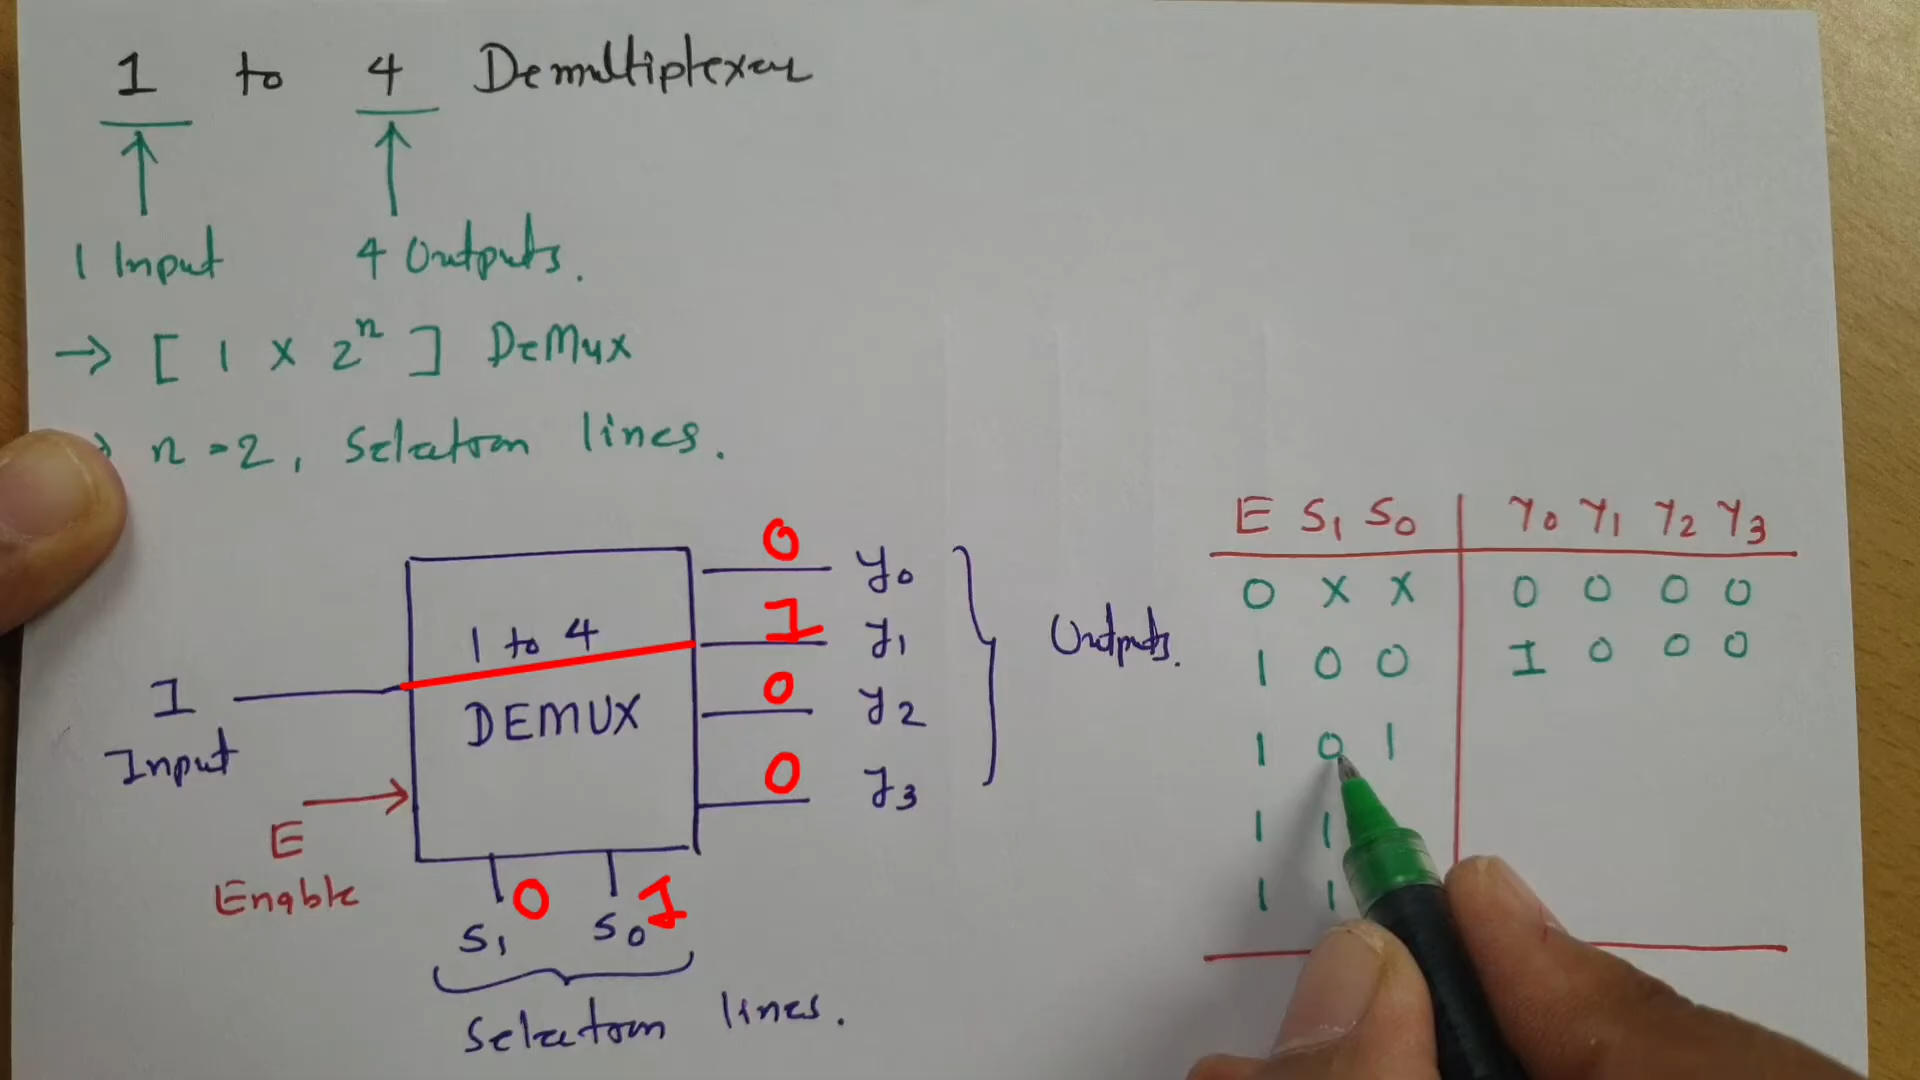 1 to 4 Demultiplexer
1 Input 4 Outputs.
→ [ 1 x 2ⁿ ] DeMux
n = 2, Selection lines.
1 to 4
DEMUX
I
Input
E
Enable
0 y₀
I y₁
0 y₂
0 y₃
Outputs.
0 I
S₁ S₀
Selection lines.
E S₁ S₀ Y₀ Y₁ Y₂ Y₃
0 X X 0 0 0 0
1 0 0 I 0 0 0
1 0 1
1 1
1 1